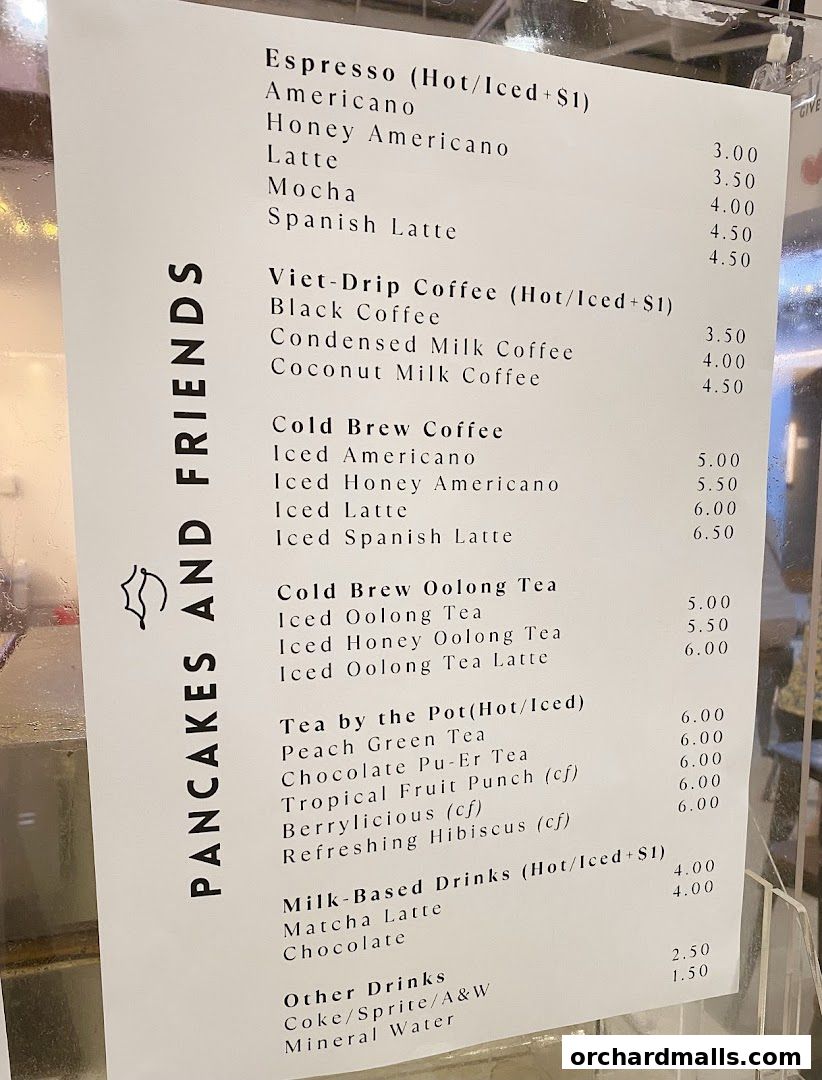 Espresso (Hot/Iced+$1)
Americano 3.00
Honey Americano 3.50
Latte 4.00
Mocha 4.50
Spanish Latte 4.50
Viet-Drip Coffee (Hot/Iced+$1)
Black Coffee 3.50
Condensed Milk Coffee 4.00
Coconut Milk Coffee 4.50
Cold Brew Coffee
Iced Americano 5.00
Iced Honey Americano 5.50
Iced Latte 6.00
Iced Spanish Latte 6.50
Cold Brew Oolong Tea
Iced Oolong Tea 5.00
Iced Honey Oolong Tea 5.50
Iced Oolong Tea Latte 6.00
Tea by the Pot(Hot/Iced)
Peach Green Tea 6.00
Chocolate Pu-Er Tea 6.00
Tropical Fruit Punch (cf) 6.00
Berrylicious (cf) 6.00
Refreshing Hibiscus (cf) 6.00
Milk-Based Drinks (Hot/Iced+$1)
Matcha Latte 4.00
Chocolate 4.00
Other Drinks
Coke/Sprite/A&W 2.50
Mineral Water 1.50
PANCAKES AND FRIENDS
GIVE
orchardmalls.com